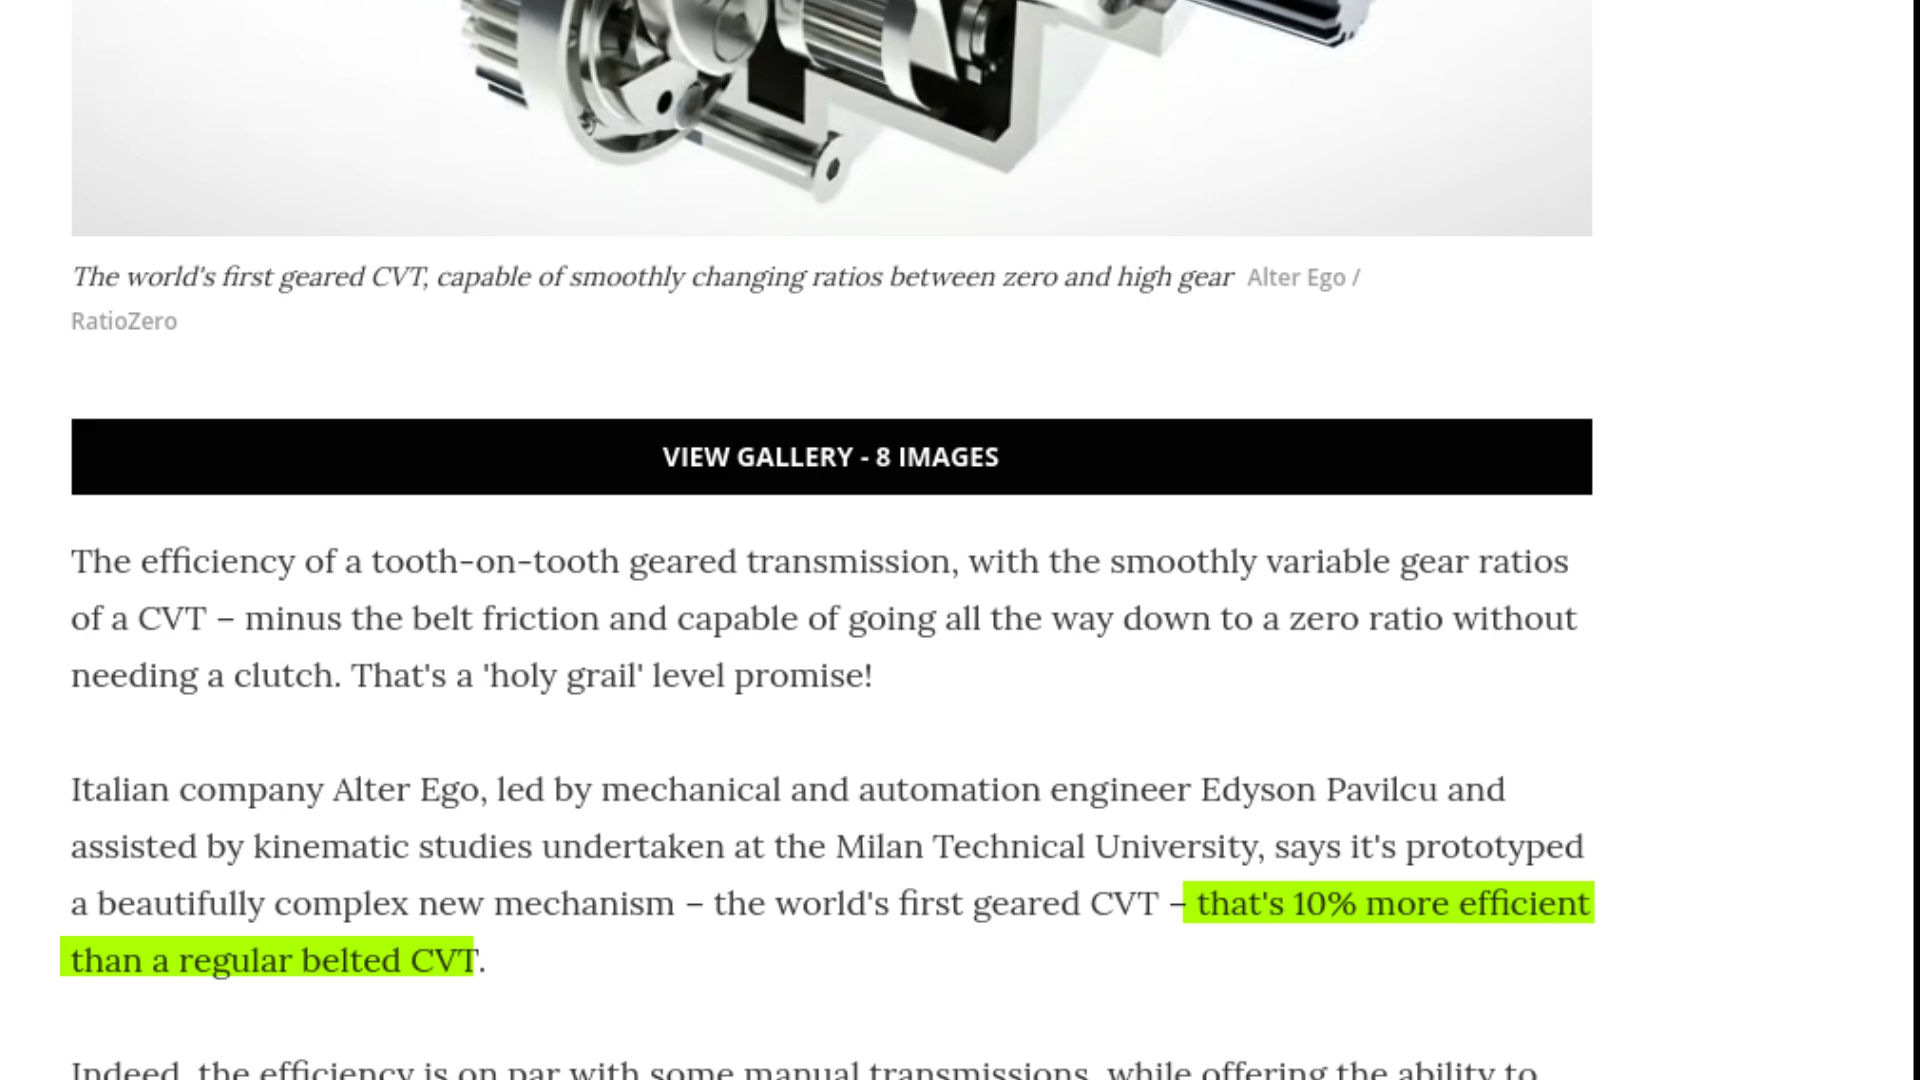 The world's first geared CVT, capable of smoothly changing ratios between zero and high gear Alter Ego /
RatioZero
VIEW GALLERY - 8 IMAGES
The efficiency of a tooth-on-tooth geared transmission, with the smoothly variable gear ratios
of a CVT – minus the belt friction and capable of going all the way down to a zero ratio without
needing a clutch. That's a 'holy grail' level promise!
Italian company Alter Ego, led by mechanical and automation engineer Edyson Pavilcu and
assisted by kinematic studies undertaken at the Milan Technical University, says it's prototyped
a beautifully complex new mechanism – the world's first geared CVT – that's 10% more efficient
than a regular belted CVT.
Indeed, the efficiency is on par with some manual transmissions, while offering the ability to